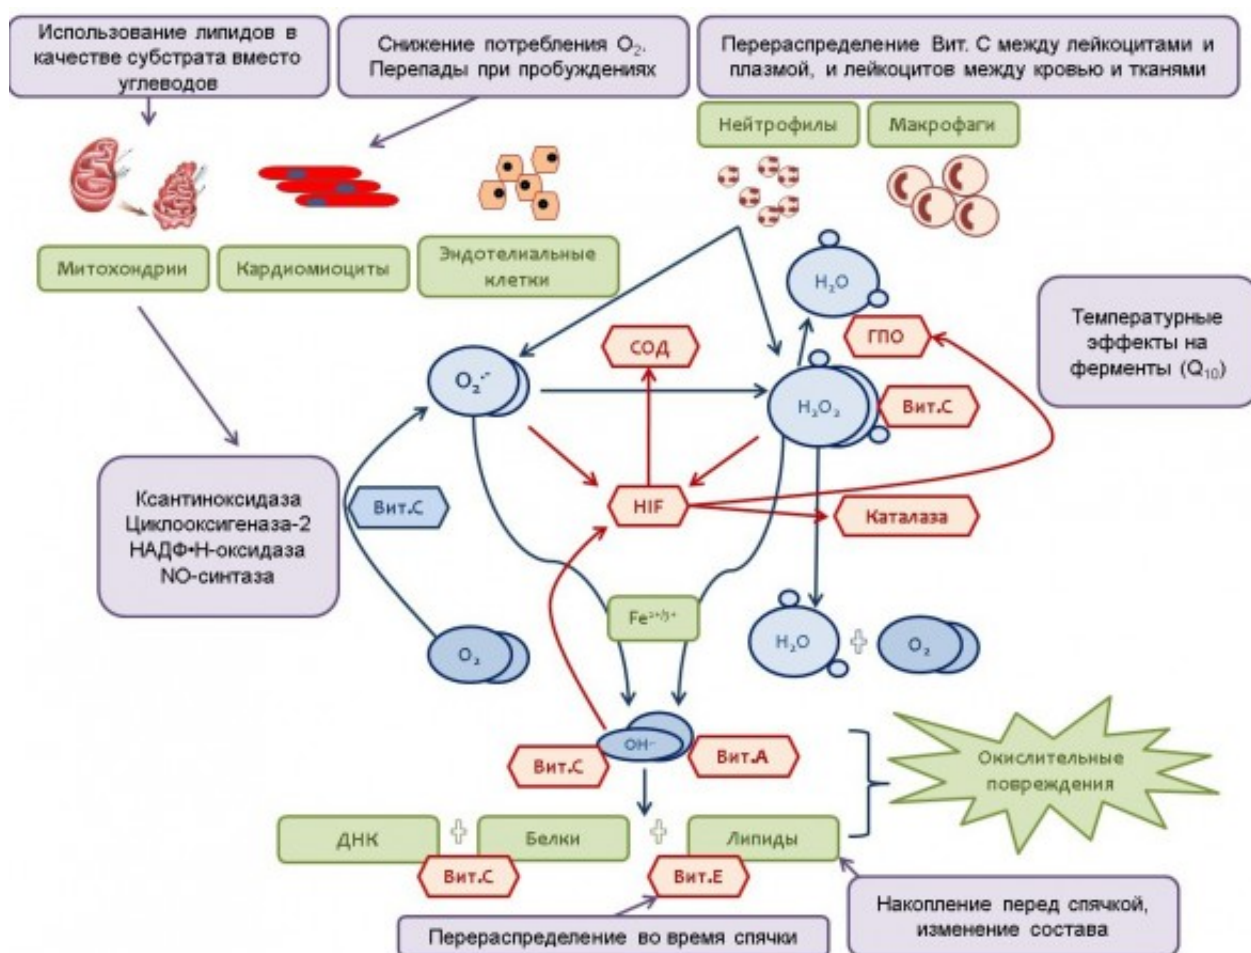 Использование липидов в
качестве субстрата вместо
углеводов
Снижение потребления O₂.
Перепады при пробуждениях
Перераспределение Вит. С между лейкоцитами и
плазмой, и лейкоцитов между кровью и тканями
Нейтрофилы
Макрофаги
Митохондрии
Кардиомиоциты
Эндотелиальные
клетки
H₂O
Температурные
эффекты на
ферменты (Q₁₀)
СОД
ГПО
O₂·-
H₂O₂
Вит.С
Ксантиноксидаза
Циклооксигеназа-2
НАДФ•Н-оксидаза
NO-синтаза
Вит.С
HIF
Каталаза
Fe²⁺/³⁺
O₂
H₂O
O₂
OH·-
Вит.С
Вит.А
Окислительные
повреждения
ДНК
Белки
Липиды
Вит.С
Вит.Е
Накопление перед спячкой,
изменение состава
Перераспределение во время спячки